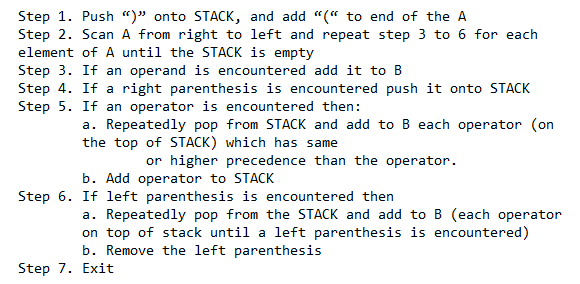 Step 1. Push “)” onto STACK, and add “(“ to end of the A
Step 2. Scan A from right to left and repeat step 3 to 6 for each
element of A until the STACK is empty
Step 3. If an operand is encountered add it to B
Step 4. If a right parenthesis is encountered push it onto STACK
Step 5. If an operator is encountered then:
a. Repeatedly pop from STACK and add to B each operator (on
the top of STACK) which has same
or higher precedence than the operator.
b. Add operator to STACK
Step 6. If left parenthesis is encountered then
a. Repeatedly pop from the STACK and add to B (each operator
on top of stack until a left parenthesis is encountered)
b. Remove the left parenthesis
Step 7. Exit